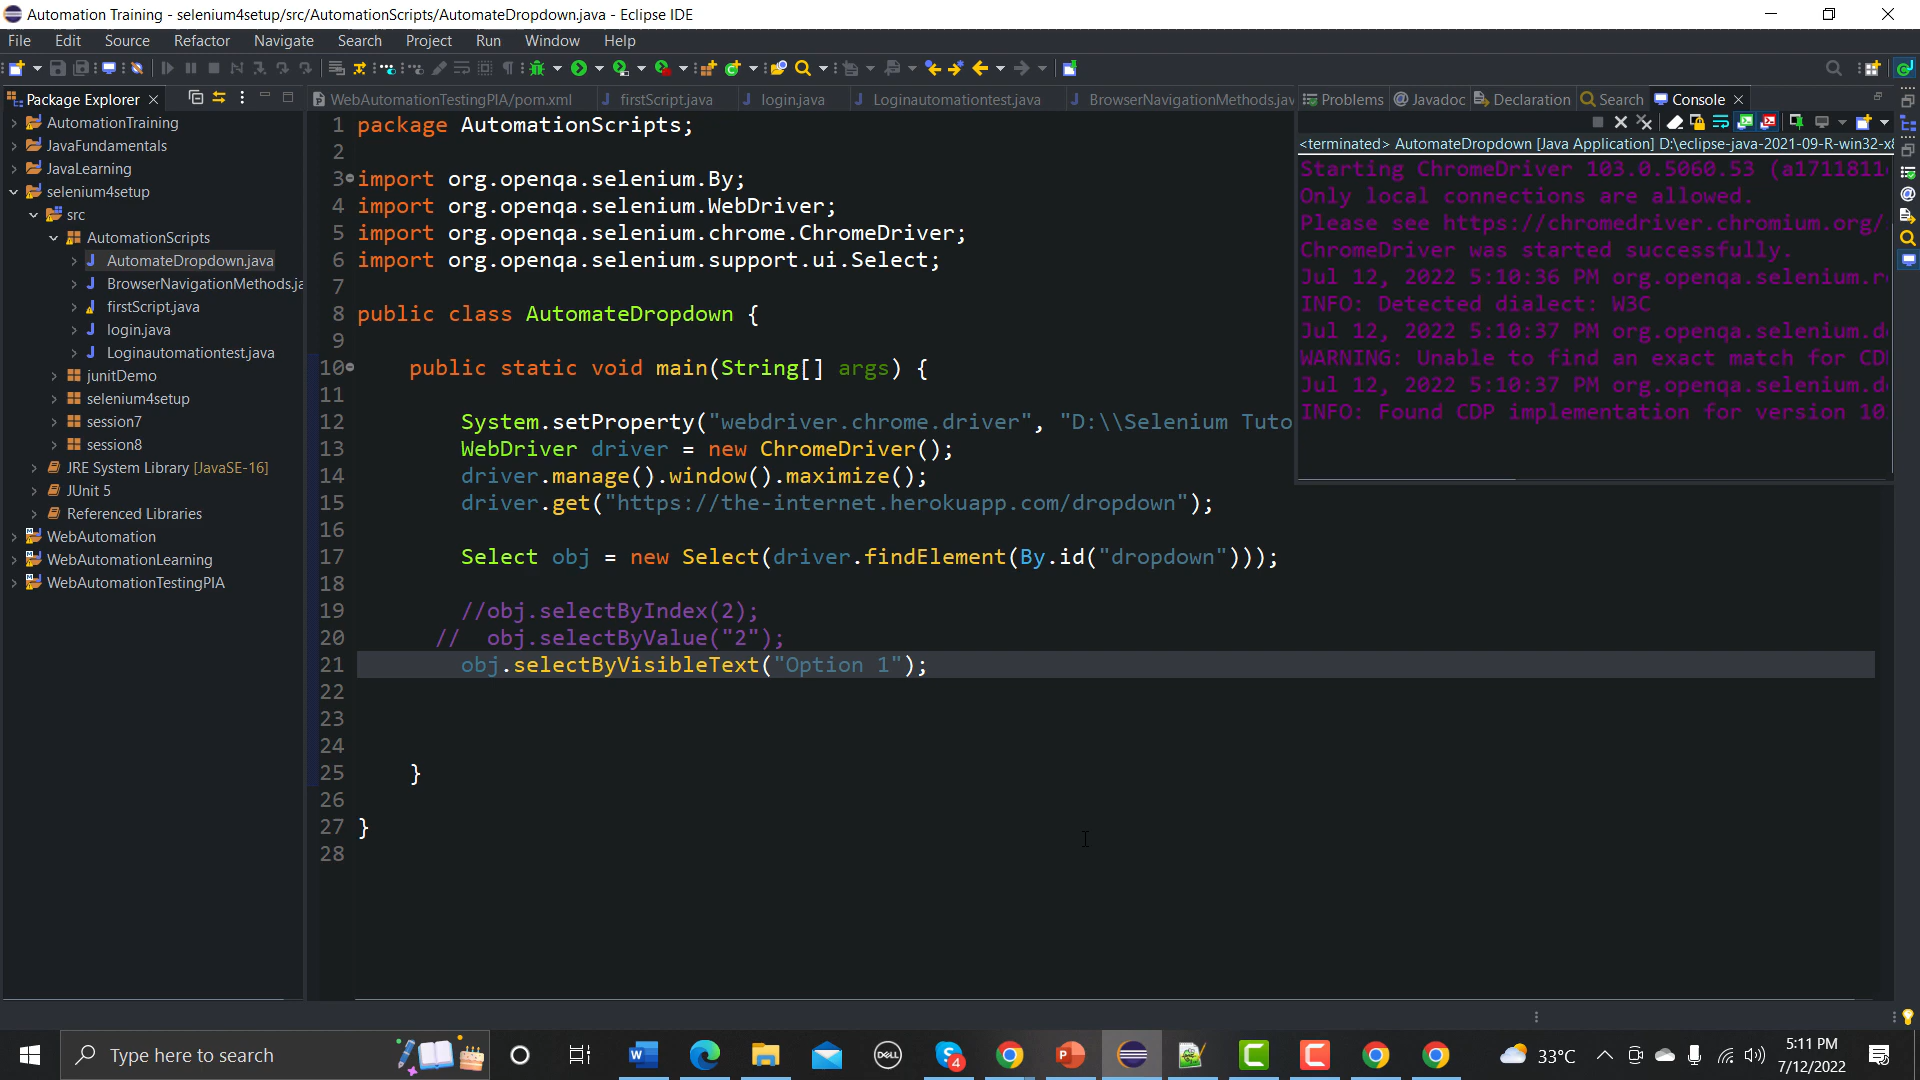 Automation Training - selenium4setup/src/AutomationScripts/AutomateDropdown.java - Eclipse IDE
File Edit Source Refactor Navigate Search Project Run Window Help
Package Explorer
AutomationTraining
JavaFundamentals
JavaLearning
selenium4setup
src
AutomationScripts
AutomateDropdown.java
BrowserNavigationMethods.ja
firstScript.java
login.java
Loginautomationtest.java
junitDemo
selenium4setup
session7
session8
JRE System Library [JavaSE-16]
JUnit 5
Referenced Libraries
WebAutomation
WebAutomationLearning
WebAutomationTestingPIA
WebAutomationTestingPIA/pom.xml firstScript.java login.java Loginautomationtest.java BrowserNavigationMethods.jav
1 package AutomationScripts;
2
3 import org.openqa.selenium.By;
4 import org.openqa.selenium.WebDriver;
5 import org.openqa.selenium.chrome.ChromeDriver;
6 import org.openqa.selenium.support.ui.Select;
7
8 public class AutomateDropdown {
9
10 public static void main(String[] args) {
11
12 System.setProperty("webdriver.chrome.driver", "D:\\Selenium Tuto
13 WebDriver driver = new ChromeDriver();
14 driver.manage().window().maximize();
15 driver.get("https://the-internet.herokuapp.com/dropdown");
16
17 Select obj = new Select(driver.findElement(By.id("dropdown")));
18
19 //obj.selectByIndex(2);
20 // obj.selectByValue("2");
21 obj.selectByVisibleText("Option 1");
22
23
24
25 }
26
27 }
28
Problems Javadoc Declaration Search Console
<terminated> AutomateDropdown [Java Application] D:\eclipse-java-2021-09-R-win32-x8
Starting ChromeDriver 103.0.5060.53 (a1711811
Only local connections are allowed.
Please see https://chromedriver.chromium.org/
ChromeDriver was started successfully.
Jul 12, 2022 5:10:36 PM org.openqa.selenium.re
INFO: Detected dialect: W3C
Jul 12, 2022 5:10:37 PM org.openqa.selenium.de
WARNING: Unable to find an exact match for CDP
Jul 12, 2022 5:10:37 PM org.openqa.selenium.de
INFO: Found CDP implementation for version 10
Type here to search
DELL
4
33°C
5:11 PM
7/12/2022